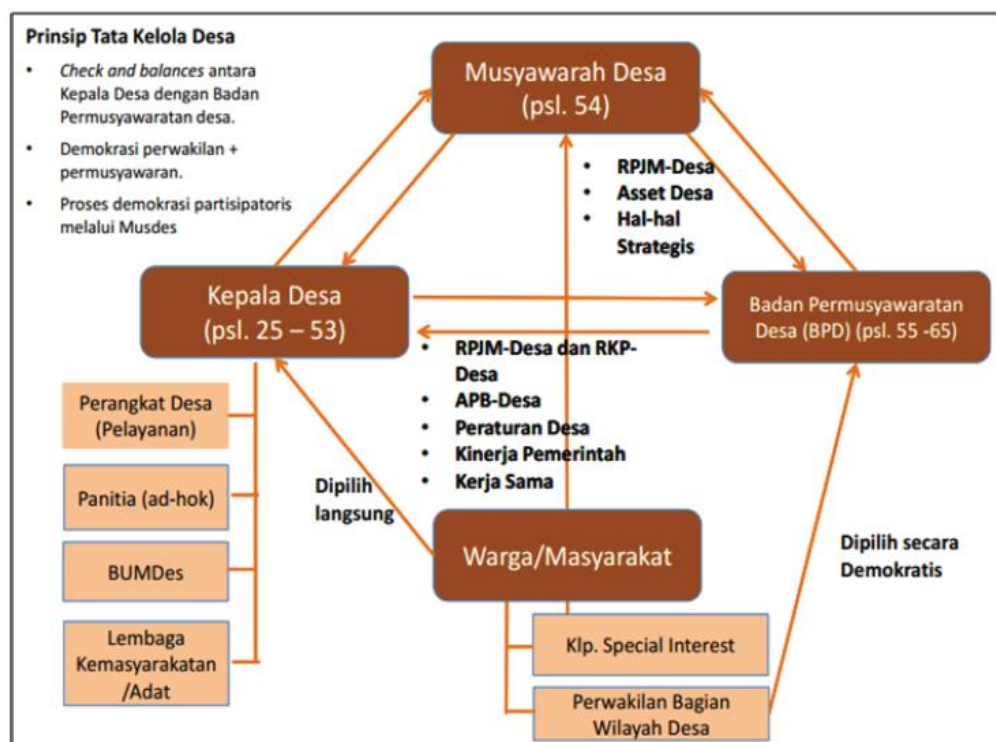 Prinsip Tata Kelola Desa
• Check and balances antara
Kepala Desa dengan Badan
Permusyawaratan desa.
• Demokrasi perwakilan +
permusyawaran.
• Proses demokrasi partisipatoris
melalui Musdes
Musyawarah Desa
(psl. 54)
• RPJM-Desa
• Asset Desa
• Hal-hal
Strategis
Kepala Desa
(psl. 25 – 53)
Badan Permusyawaratan
Desa (BPD) (psl. 55 -65)
• RPJM-Desa dan RKP-
Desa
• APB-Desa
• Peraturan Desa
• Kinerja Pemerintah
• Kerja Sama
Perangkat Desa
(Pelayanan)
Panitia (ad-hok)
BUMDes
Lembaga
Kemasyarakatan
/Adat
Dipilih
langsung
Warga/Masyarakat
Dipilih secara
Demokratis
Klp. Special Interest
Perwakilan Bagian
Wilayah Desa